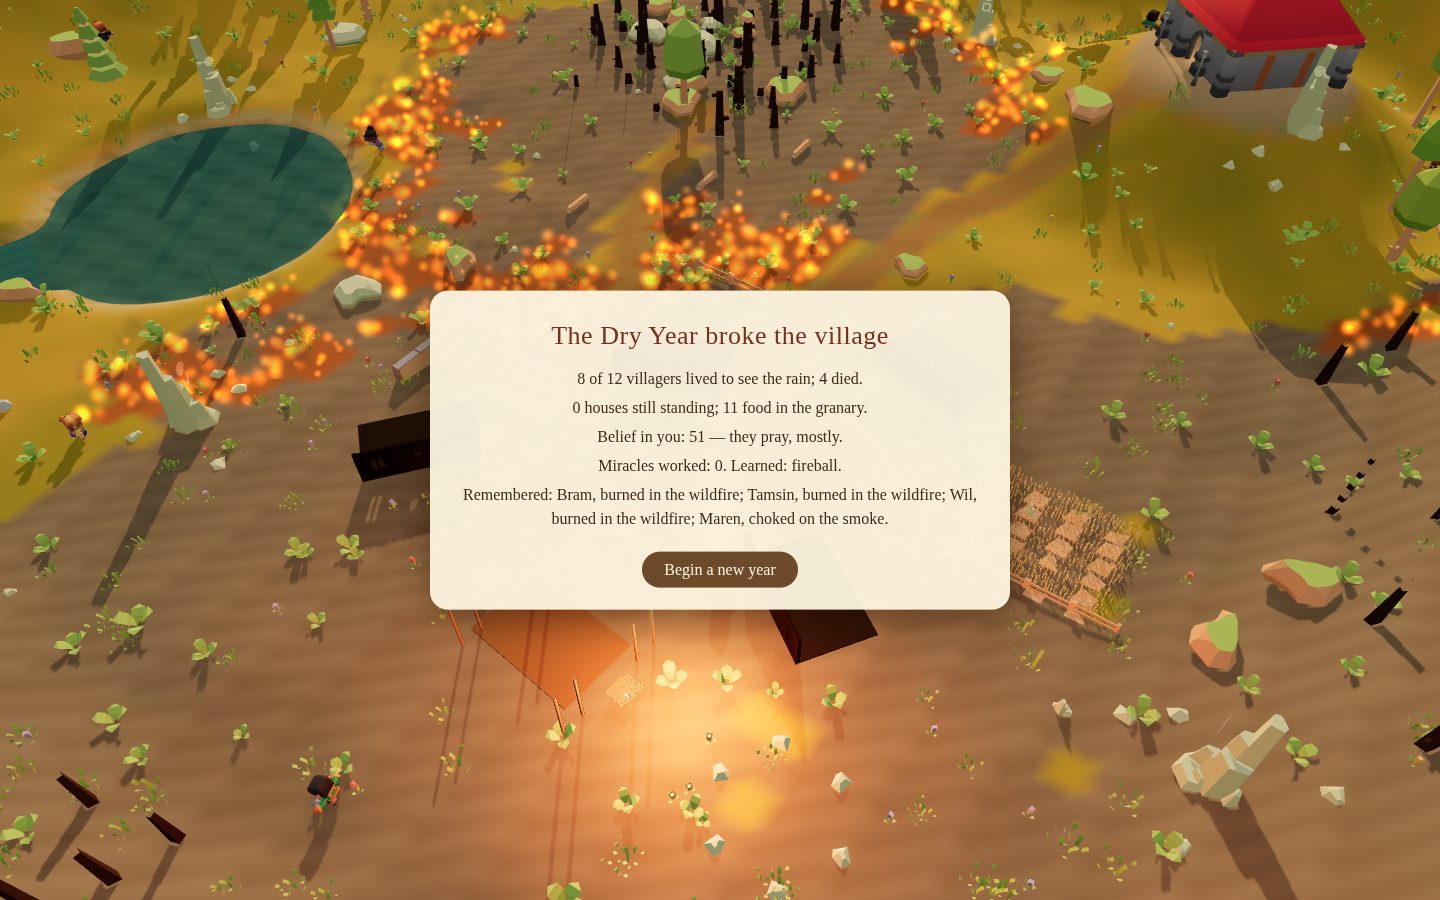 The Dry Year broke the village
8 of 12 villagers lived to see the rain; 4 died.
0 houses still standing; 11 food in the granary.
Belief in you: 51 — they pray, mostly.
Miracles worked: 0. Learned: fireball.
Remembered: Bram, burned in the wildfire; Tamsin, burned in the wildfire; Wil,
burned in the wildfire; Maren, choked on the smoke.
Begin a new year